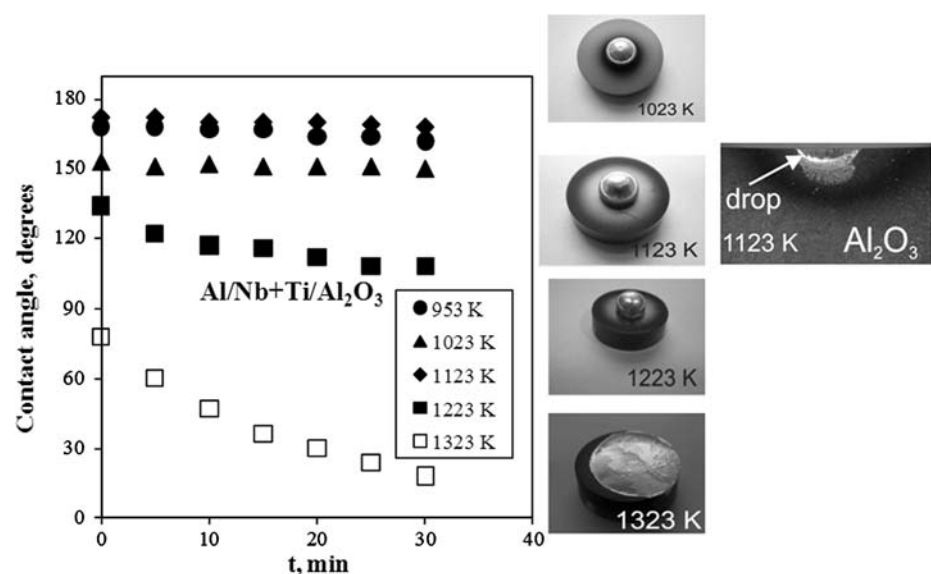 180
150
120
90
60
30
0
0
10
20
30
40
Contact angle, degrees
t, min
Al/Nb+Ti/Al₂O₃
953 K
1023 K
1123 K
1223 K
1323 K
1023 K
1123 K
drop
1123 K
Al₂O₃
1223 K
1323 K